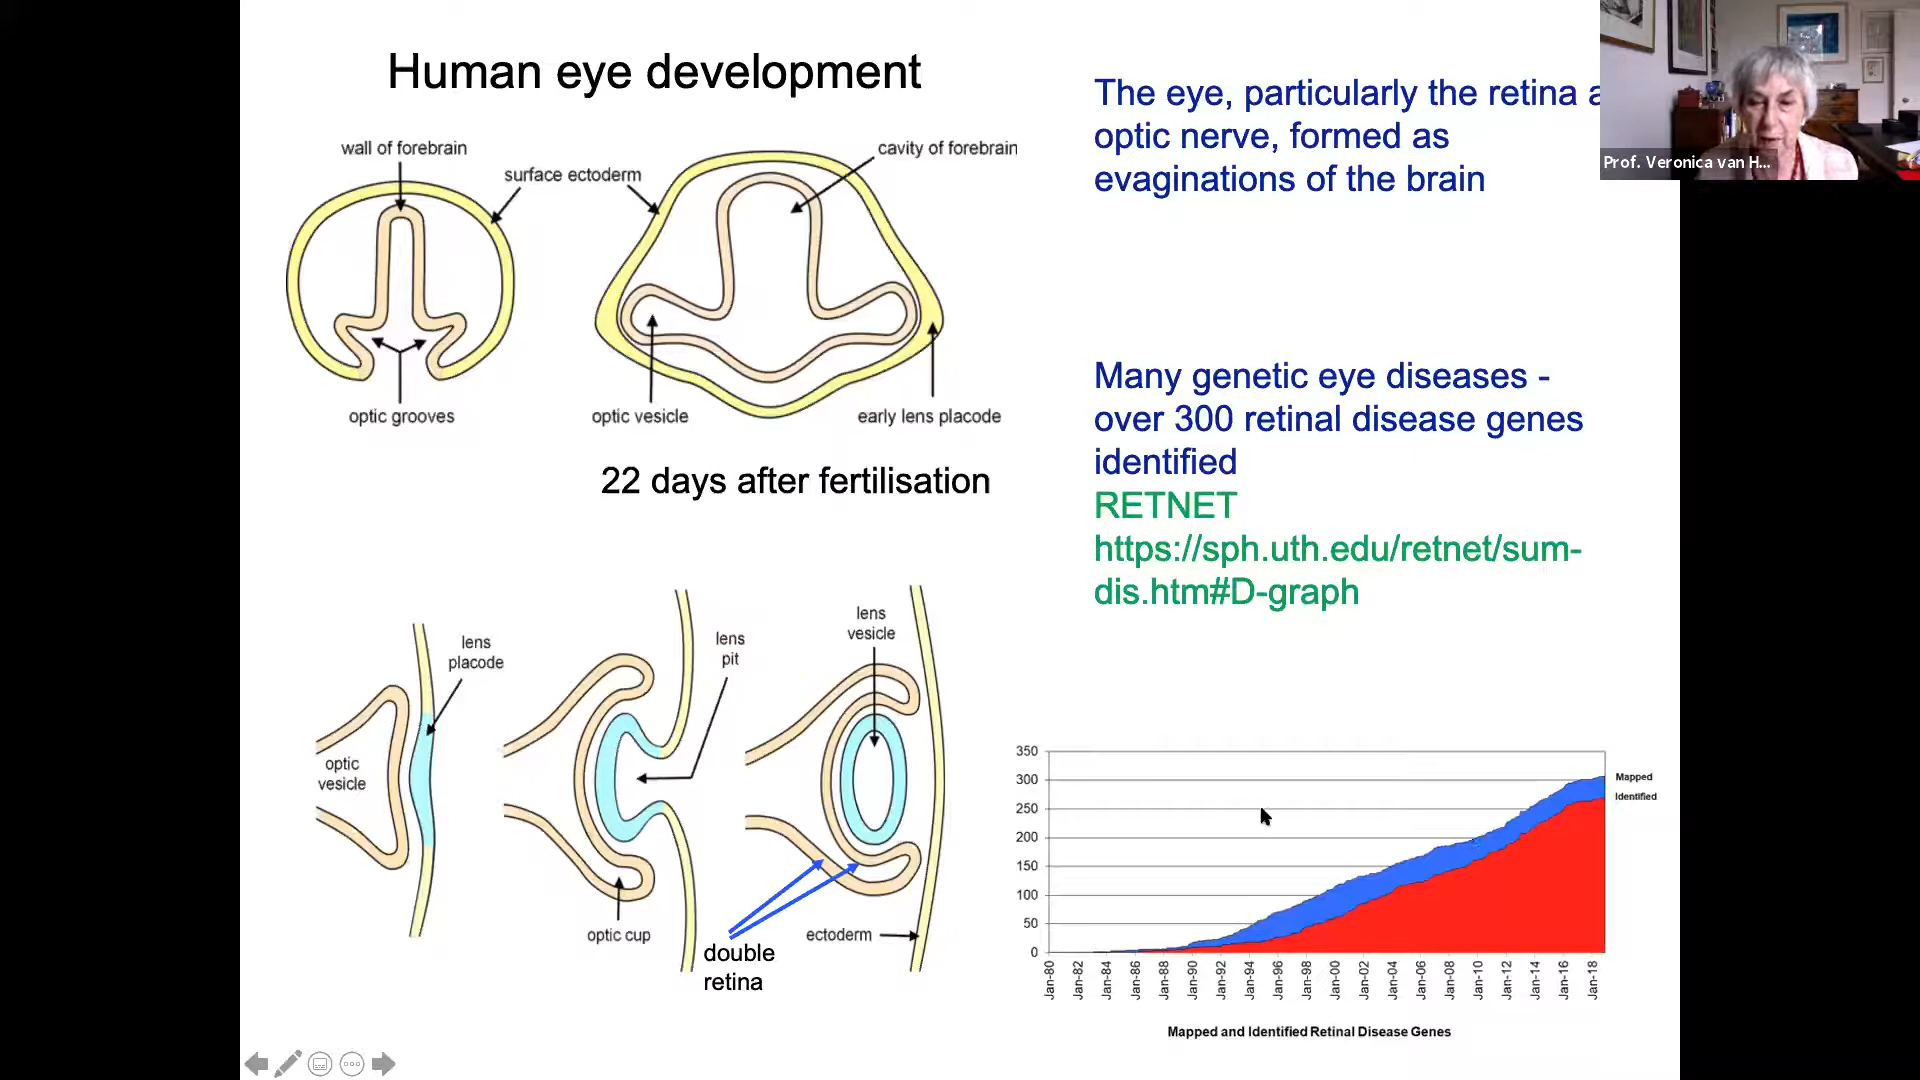 Human eye development
wall of forebrain
surface ectoderm
cavity of forebrain
optic grooves
optic vesicle
early lens placode
22 days after fertilisation
lens
placode
optic
vesicle
lens
pit
optic cup
lens
vesicle
double
retina
ectoderm
The eye, particularly the retina
optic nerve, formed as
evaginations of the brain
Prof. Veronica van H...
Many genetic eye diseases -
over 300 retinal disease genes
identified
RETNET
https://sph.uth.edu/retnet/sum-
dis.htm#D-graph
350
300
250
200
150
100
50
0
Mapped
Identified
Jan-80
Jan-82
Jan-84
Jan-86
Jan-88
Jan-90
Jan-92
Jan-94
Jan-96
Jan-98
Jan-00
Jan-02
Jan-04
Jan-06
Jan-08
Jan-10
Jan-12
Jan-14
Jan-16
Jan-18
Mapped and Identified Retinal Disease Genes